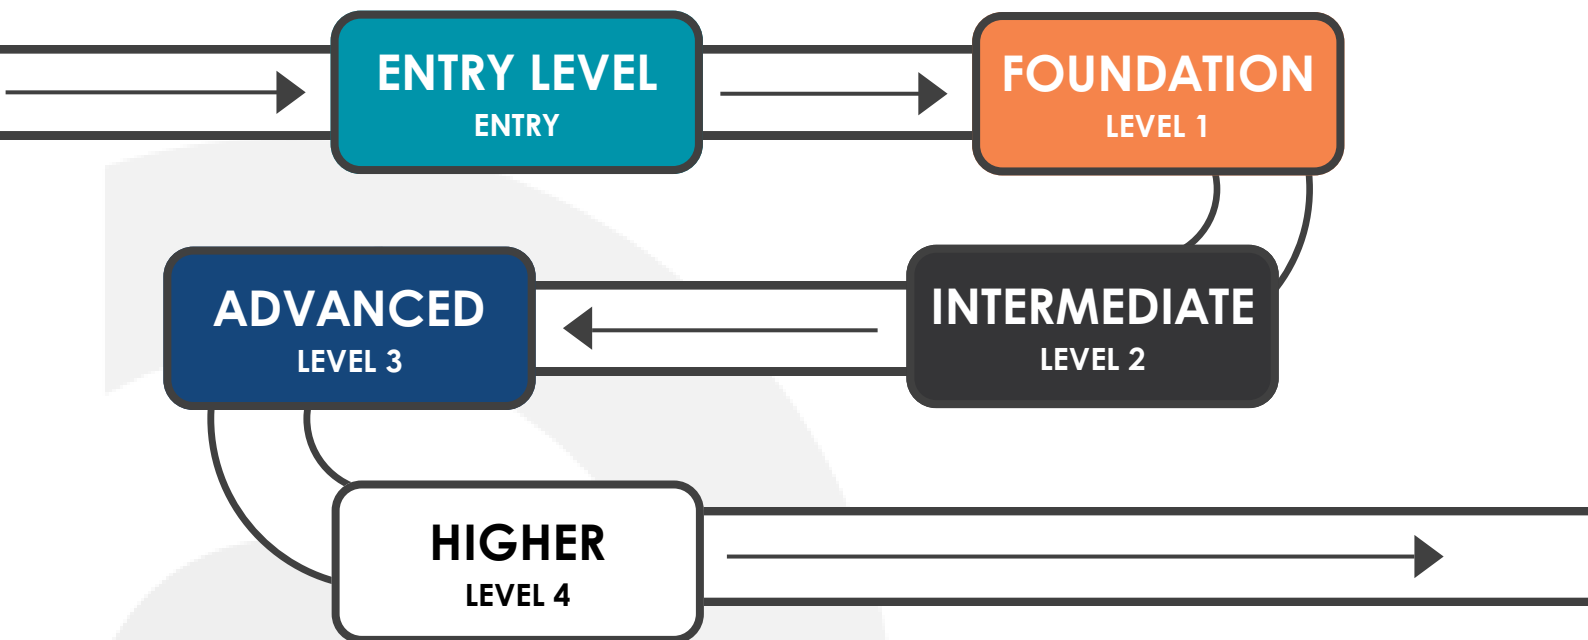 ENTRY LEVEL
ENTRY
FOUNDATION
LEVEL 1
INTERMEDIATE
LEVEL 2
ADVANCED
LEVEL 3
HIGHER
LEVEL 4